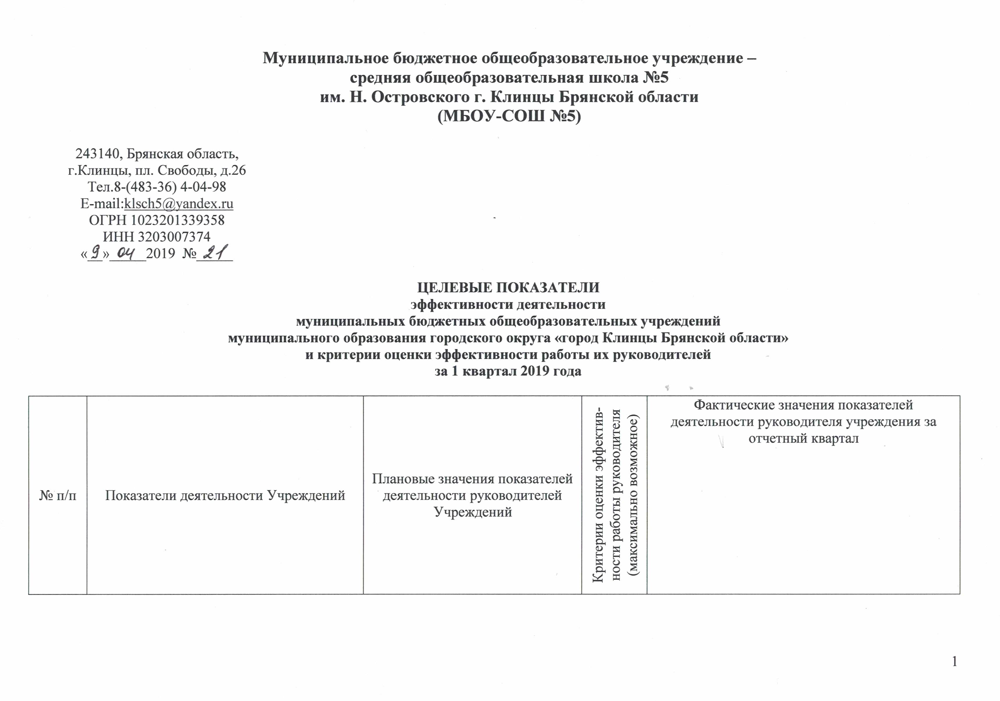 Муниципальное бюджетное общеобразовательное учреждение –
средняя общеобразовательная школа №5
им. Н. Островского г. Клинцы Брянской области
(МБОУ-СОШ №5)
243140, Брянская область,
г.Клинцы, пл. Свободы, д.26
Тел.8-(483-36) 4-04-98
E-mail:klsch5@yandex.ru
ОГРН 1023201339358
ИНН 3203007374
«9» 04 2019 № 21
ЦЕЛЕВЫЕ ПОКАЗАТЕЛИ
эффективности деятельности
муниципальных бюджетных общеобразовательных учреждений
муниципального образования городского округа «город Клинцы Брянской области»
и критерии оценки эффективности работы их руководителей
за 1 квартал 2019 года
№ п/п
Показатели деятельности Учреждений
Плановые значения показателей
деятельности руководителей
Учреждений
Критерии оценки эффектив-
ности работы руководителя
(максимально возможное)
Фактические значения показателей
деятельности руководителя учреждения за
отчетный квартал
1